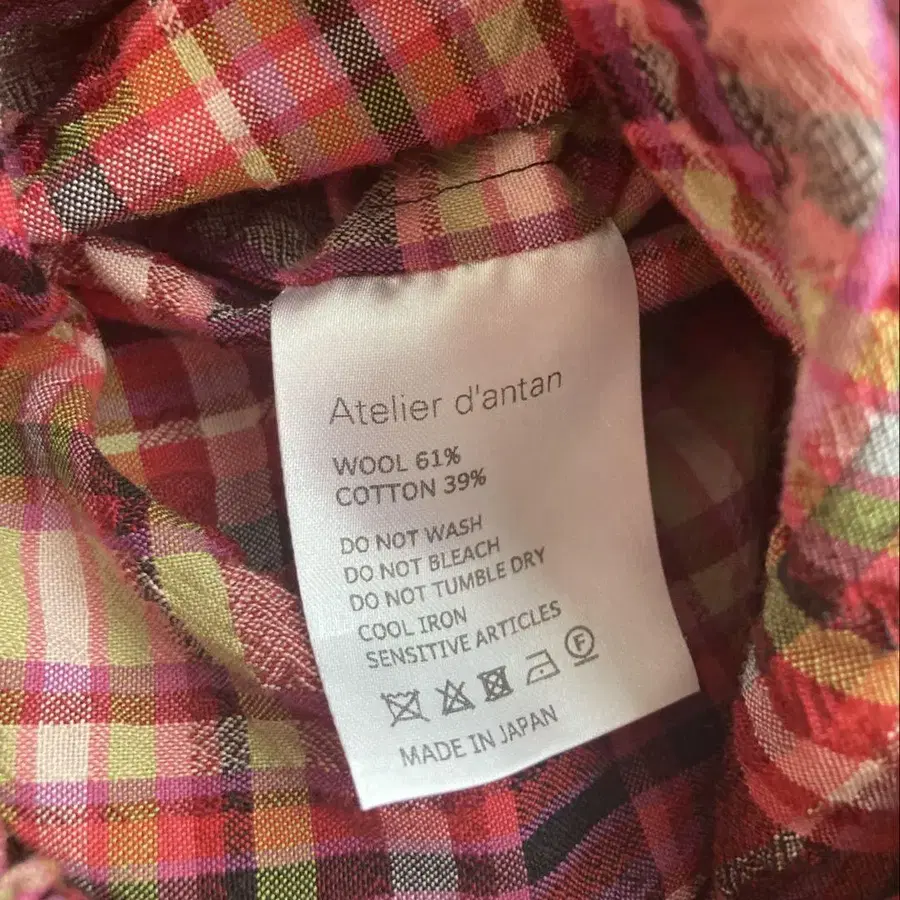 Atelier d'antan
WOOL 61%
COTTON 39%
DO NOT WASH
DO NOT BLEACH
DO NOT TUMBLE DRY
COOL IRON
SENSITIVE ARTICLES
F
MADE IN JAPAN